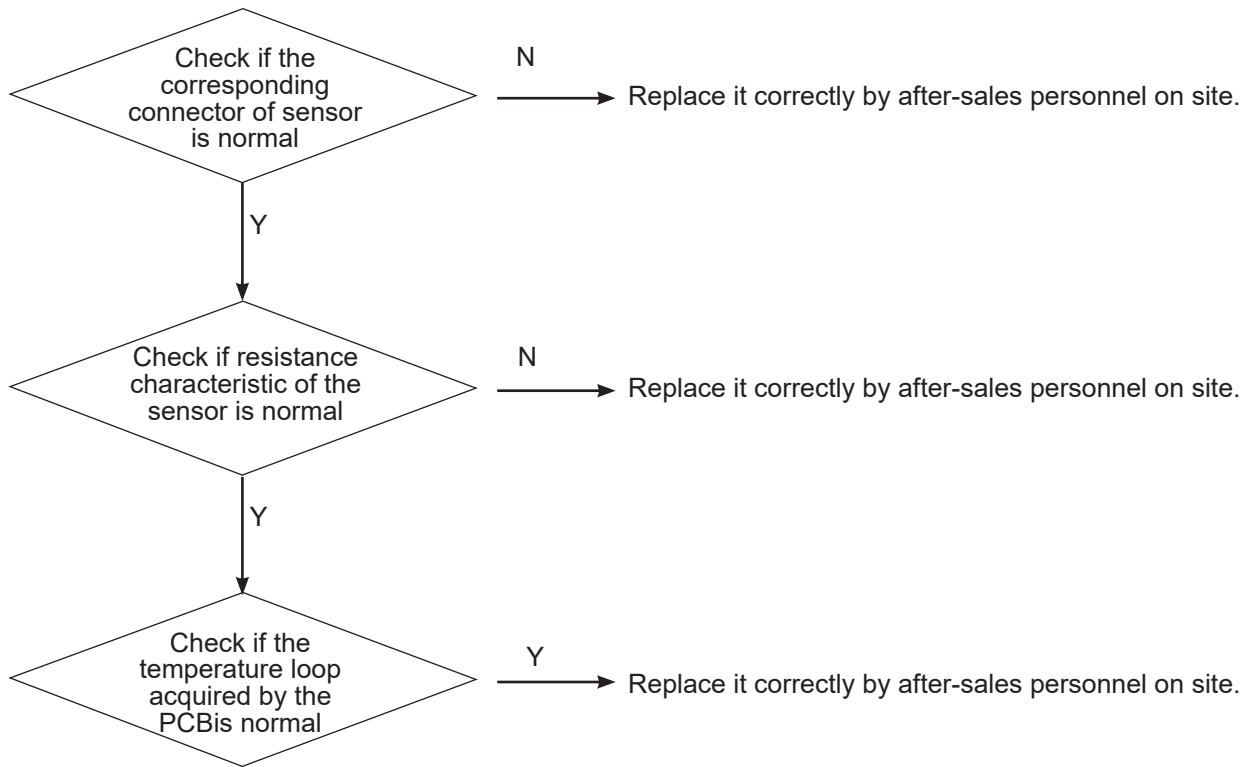 Check if the
corresponding
connector of sensor
is normal
N
Replace it correctly by after-sales personnel on site.
Y
Check if resistance
characteristic of the
sensor is normal
N
Replace it correctly by after-sales personnel on site.
Y
Check if the
temperature loop
acquired by the
PCBis normal
Y
Replace it correctly by after-sales personnel on site.